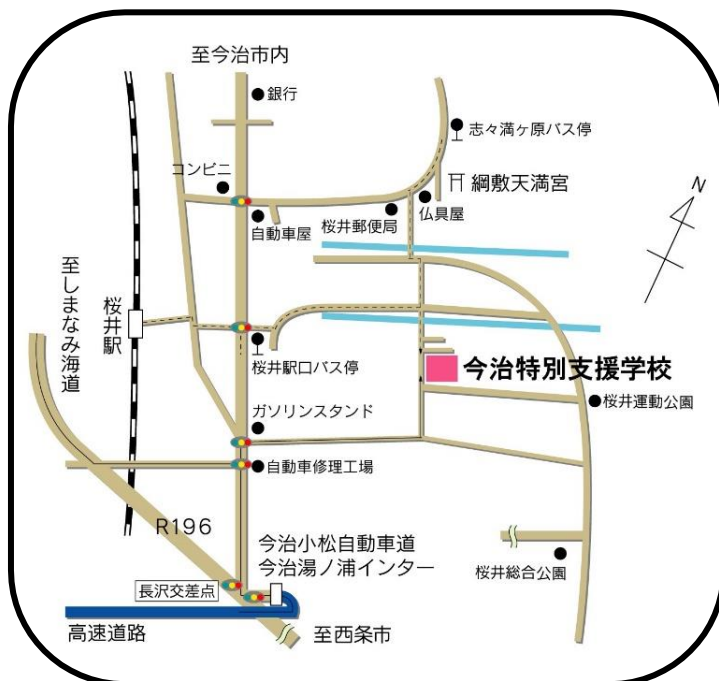 至今治市内
銀行
志々満ヶ原バス停
コンビニ
綱敷天満宮
仏具屋
桜井郵便局
自動車屋
N
至しまなみ海道
桜井駅
桜井駅口バス停
今治特別支援学校
桜井運動公園
ガソリンスタンド
自動車修理工場
R196
今治小松自動車道
今治湯ノ浦インター
桜井総合公園
長沢交差点
高速道路
至西条市